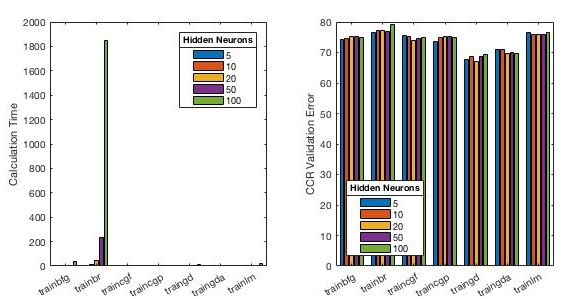 2000
1800
1600
1400
1200
1000
800
600
400
200
0
Calculation Time
Hidden Neurons
5
10
20
50
100
trainbfg
trainbr
traincgf
traincgp
traingd
traingda
trainlm
80
70
60
50
40
30
20
10
0
CCR Validation Error
Hidden Neurons
5
10
20
50
100
trainbfg
trainbr
traincgf
traincgp
traingd
traingda
trainlm